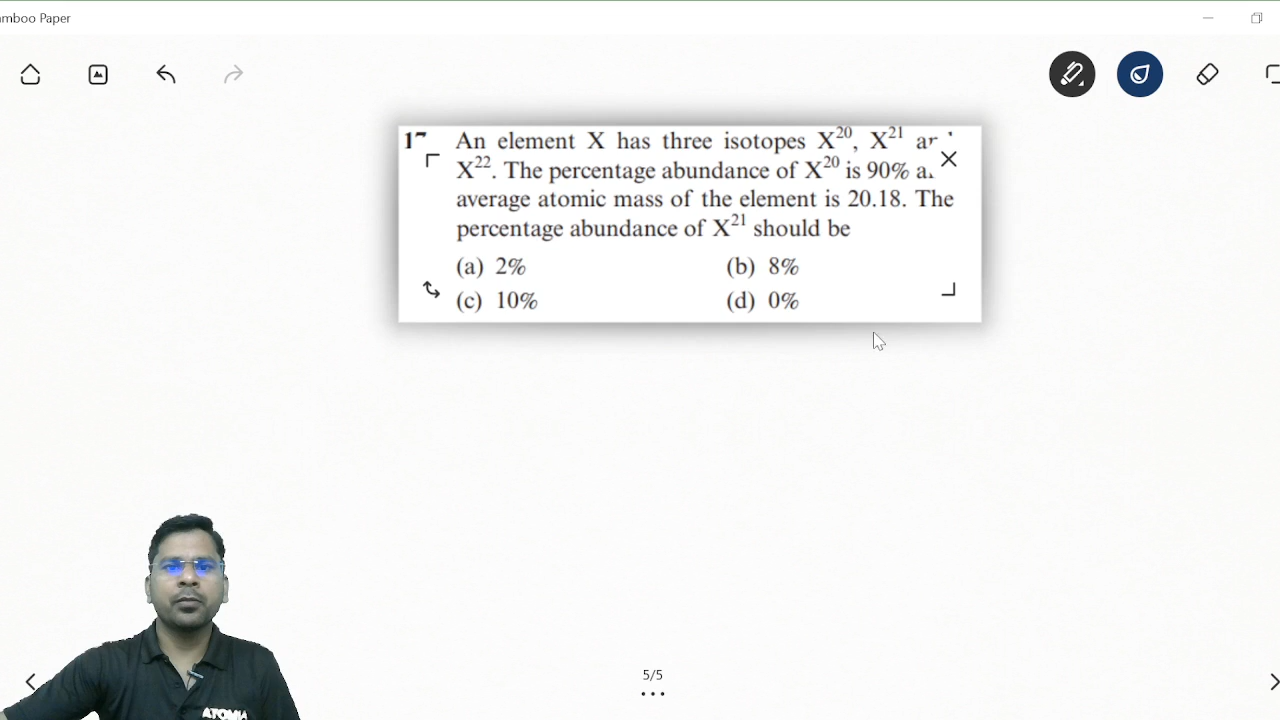 amboo Paper
17 An element X has three isotopes X²⁰, X²¹
X²². The percentage abundance of X²⁰ is 90%
average atomic mass of the element is 20.18. The
percentage abundance of X²¹ should be
(a) 2% (b) 8%
(c) 10% (d) 0%
5/5